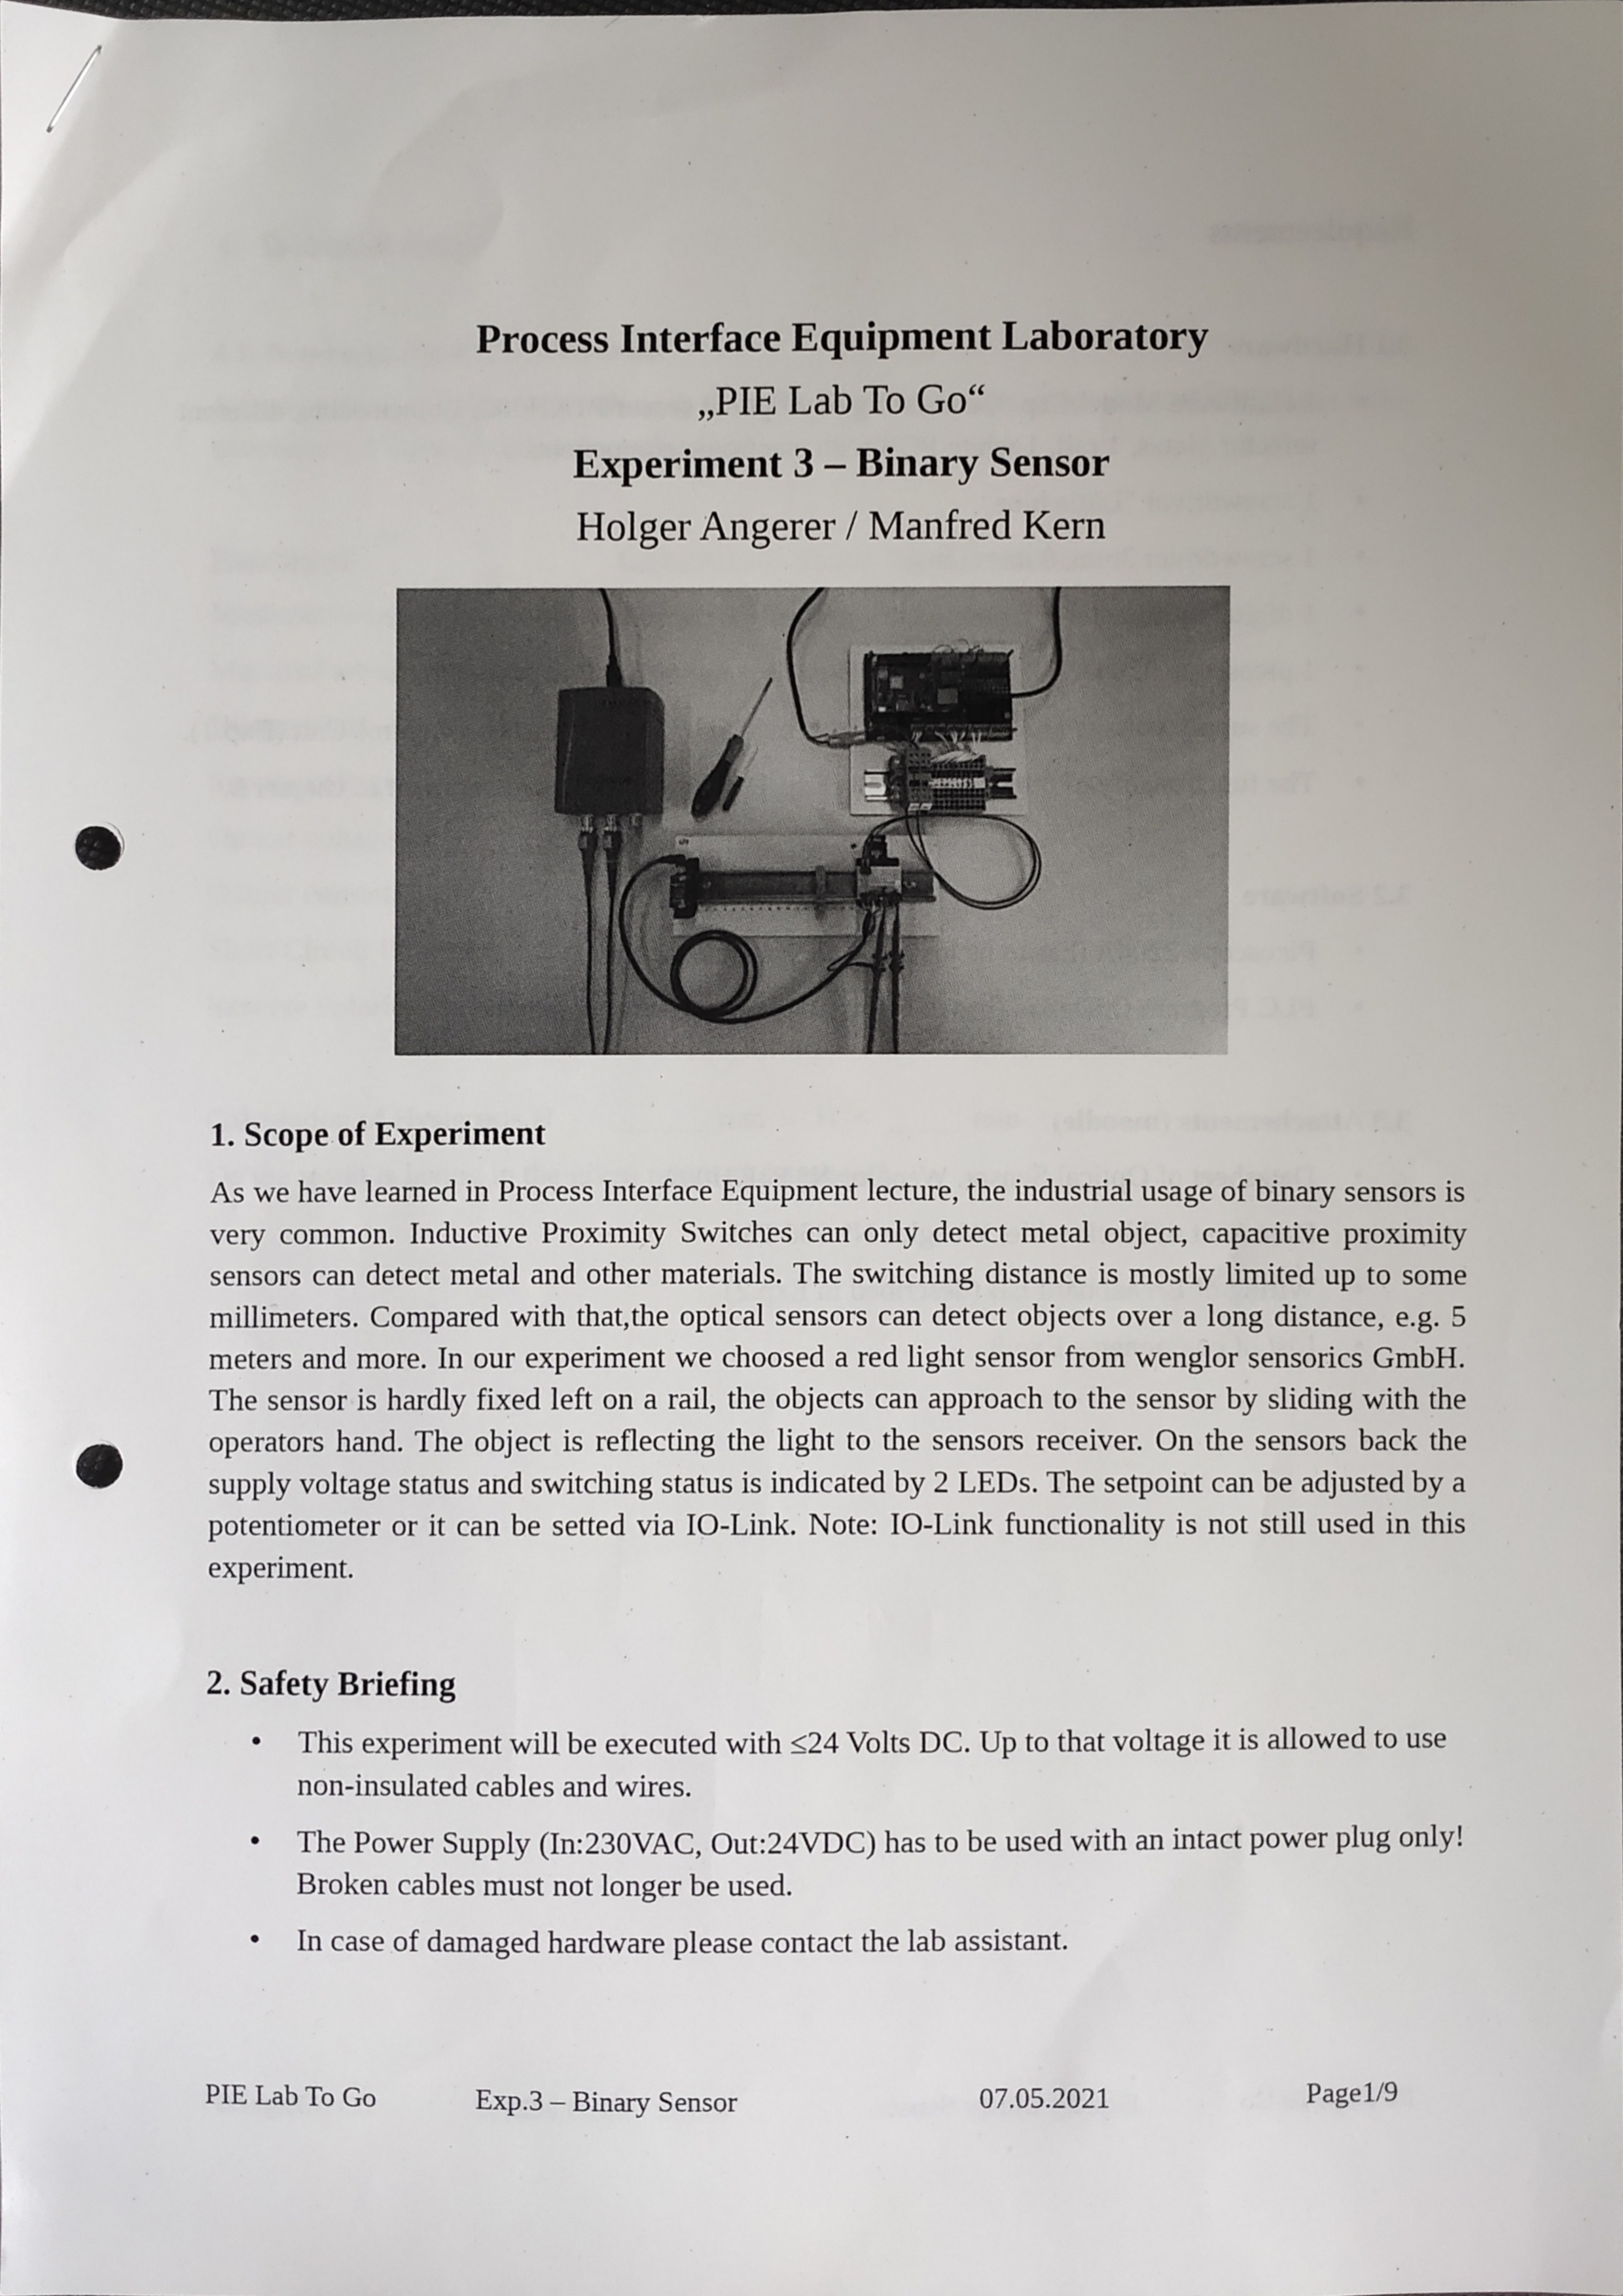 Process Interface Equipment Laboratory
„PIE Lab To Go“
Experiment 3 – Binary Sensor
Holger Angerer / Manfred Kern
1. Scope of Experiment
As we have learned in Process Interface Equipment lecture, the industrial usage of binary sensors is
very common. Inductive Proximity Switches can only detect metal object, capacitive proximity
sensors can detect metal and other materials. The switching distance is mostly limited up to some
millimeters. Compared with that,the optical sensors can detect objects over a long distance, e.g. 5
meters and more. In our experiment we choosed a red light sensor from wenglor sensorics GmbH.
The sensor is hardly fixed left on a rail, the objects can approach to the sensor by sliding with the
operators hand. The object is reflecting the light to the sensors receiver. On the sensors back the
supply voltage status and switching status is indicated by 2 LEDs. The setpoint can be adjusted by a
potentiometer or it can be setted via IO-Link. Note: IO-Link functionality is not still used in this
experiment.
2. Safety Briefing
• This experiment will be executed with ≤24 Volts DC. Up to that voltage it is allowed to use
non-insulated cables and wires.
• The Power Supply (In:230VAC, Out:24VDC) has to be used with an intact power plug only!
Broken cables must not longer be used.
• In case of damaged hardware please contact the lab assistant.
PIE Lab To Go Exp.3 – Binary Sensor 07.05.2021 Page1/9